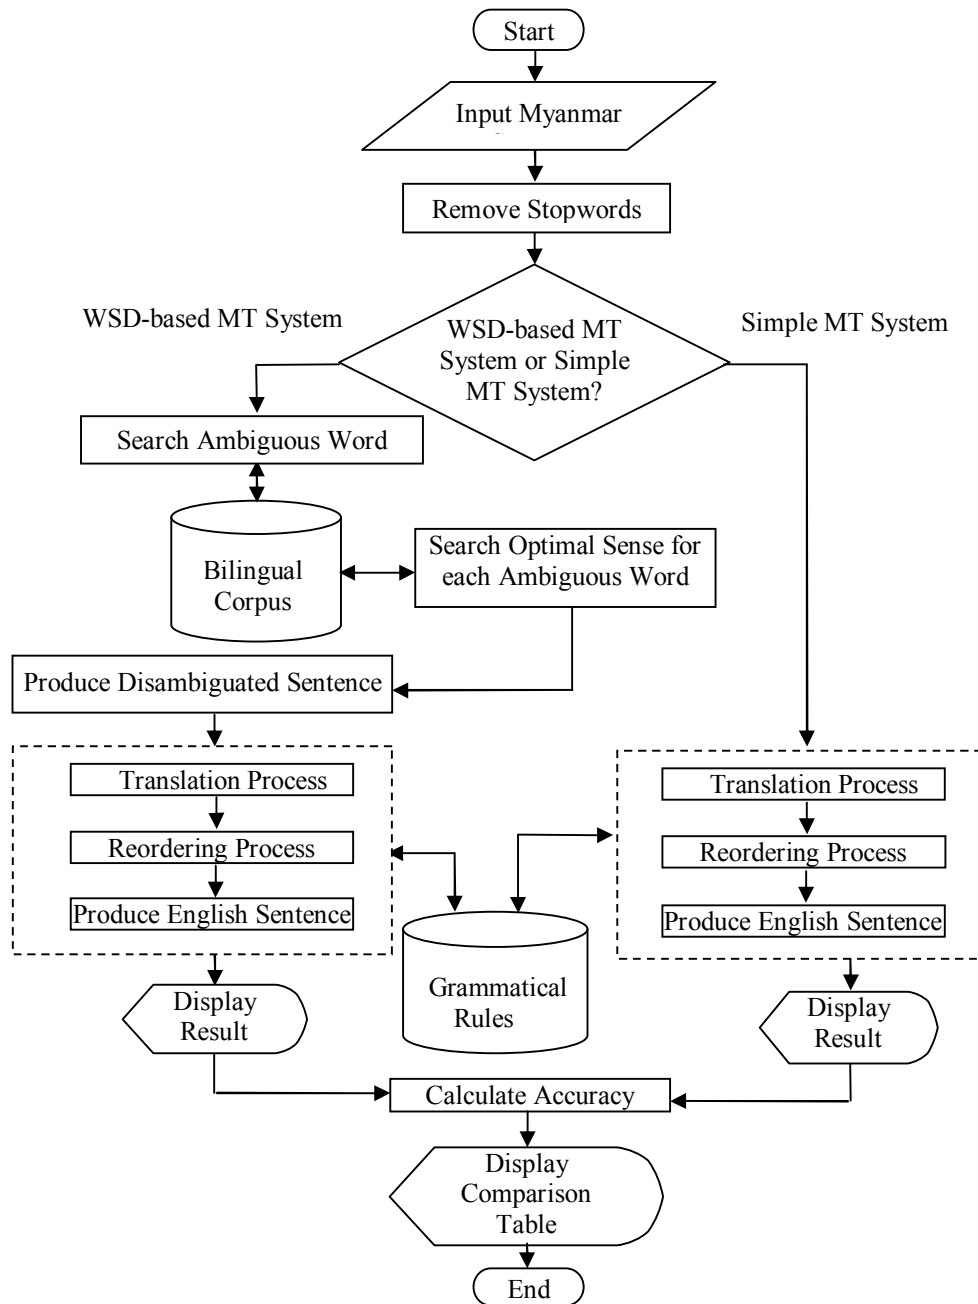 Start
Input Myanmar
Remove Stopwords
WSD-based MT System
WSD-based MT
System or Simple
MT System?
Simple MT System
Search Ambiguous Word
Bilingual
Corpus
Search Optimal Sense for
each Ambiguous Word
Produce Disambiguated Sentence
Translation Process
Reordering Process
Produce English Sentence
Translation Process
Reordering Process
Produce English Sentence
Grammatical
Rules
Display
Result
Display
Result
Calculate Accuracy
Display
Comparison
Table
End